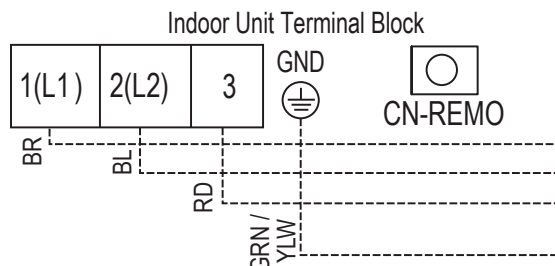 Indoor Unit Terminal Block
1(L1)
2(L2)
3
GND
CN-REMO
BR
BL
RD
GRN /
YLW